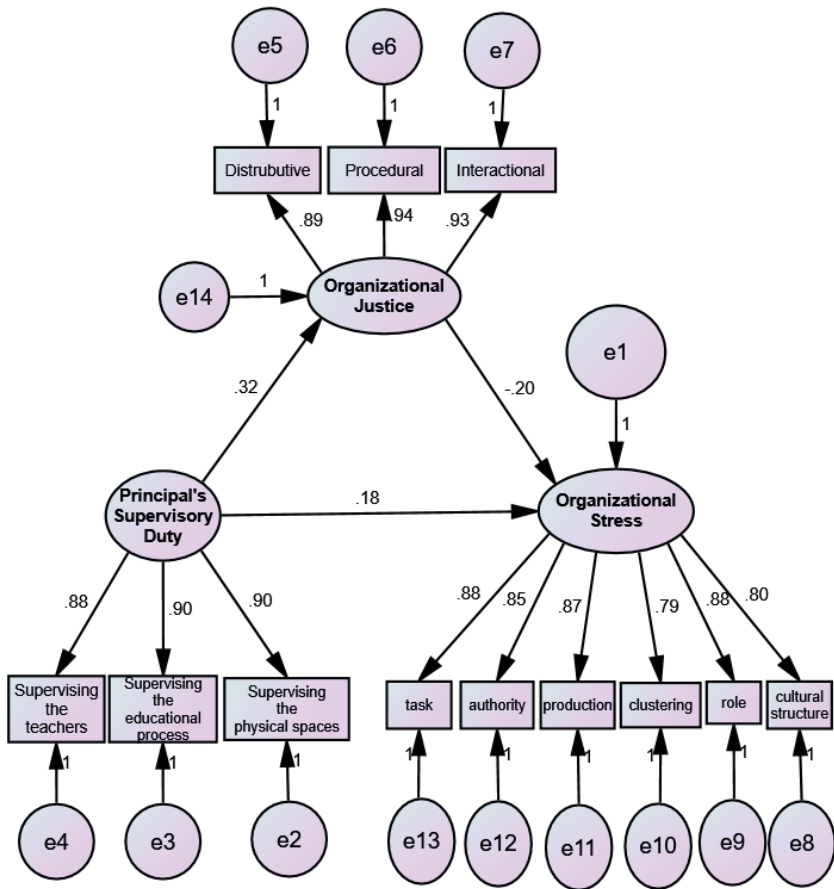 e5
e6
e7
1
1
1
Distrubutive
Procedural
Interactional
.89
.94
.93
e14
1
Organizational
Justice
e1
1
.32
-.20
Principal's
Supervisory
Duty
.18
Organizational
Stress
.88
.90
.90
.88
.85
.87
.79
.88
.80
Supervising
the
teachers
Supervising
the
educational
process
Supervising
the
physical spaces
task
authority
production
clustering
role
cultural
structure
1
1
1
1
1
1
1
1
1
e4
e3
e2
e13
e12
e11
e10
e9
e8